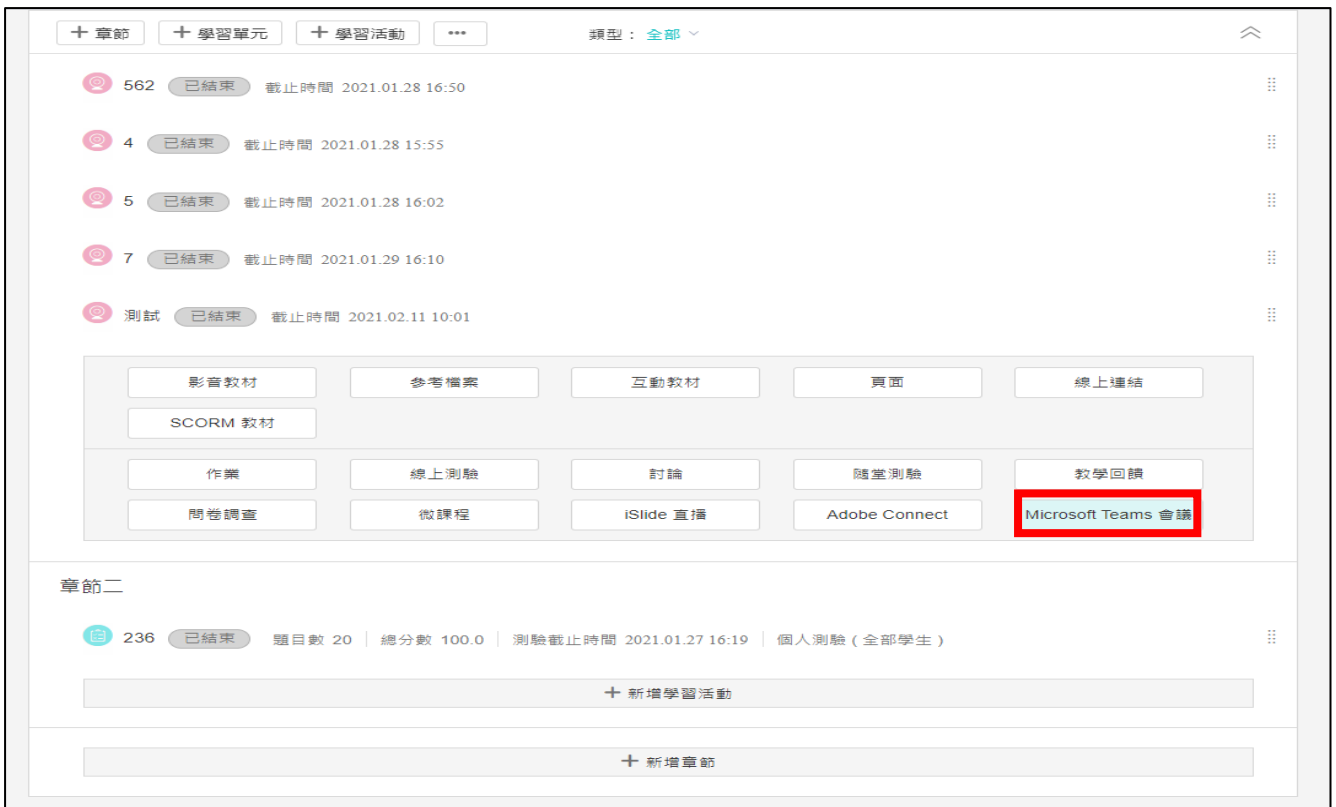 + 章節 + 學習單元 + 學習活動 ••• 類型： 全部
562 已結束 截止時間 2021.01.28 16:50
4 已結束 截止時間 2021.01.28 15:55
5 已結束 截止時間 2021.01.28 16:02
7 已結束 截止時間 2021.01.29 16:10
測試 已結束 截止時間 2021.02.11 10:01
影音教材 參考檔案 互動教材 頁面 線上連結
SCORM 教材
作業 線上測驗 討論 隨堂測驗 教學回饋
問卷調查 微課程 iSlide 直播 Adobe Connect Microsoft Teams 會議
章節二
236 已結束 題目數 20 | 總分數 100.0 | 測驗截止時間 2021.01.27 16:19 | 個人測驗 ( 全部學生 )
+ 新增學習活動
+ 新增章節